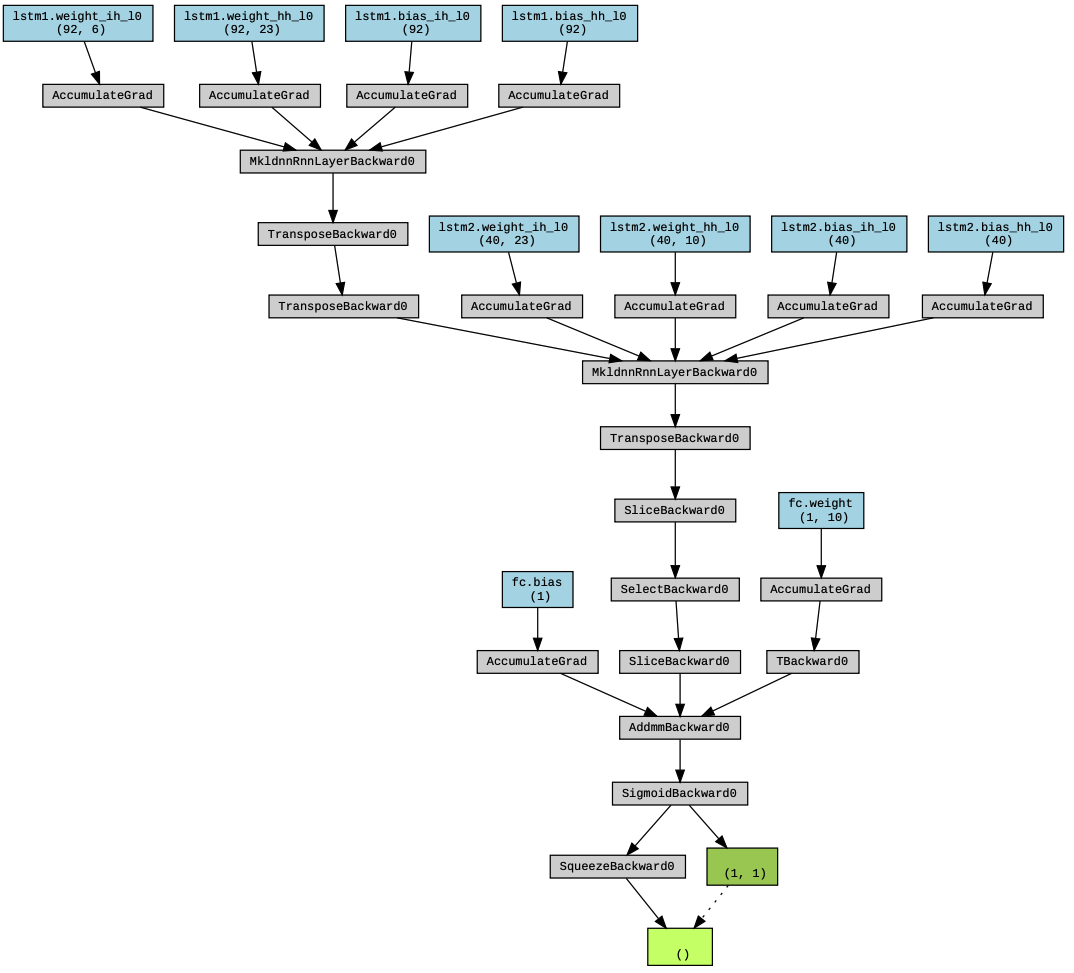 lstm1.weight_ih_l0
(92, 6)
lstm1.weight_hh_l0
(92, 23)
lstm1.bias_ih_l0
(92)
lstm1.bias_hh_l0
(92)
AccumulateGrad
AccumulateGrad
AccumulateGrad
AccumulateGrad
MkldnnRnnLayerBackward0
TransposeBackward0
lstm2.weight_ih_l0
(40, 23)
lstm2.weight_hh_l0
(40, 10)
lstm2.bias_ih_l0
(40)
lstm2.bias_hh_l0
(40)
TransposeBackward0
AccumulateGrad
AccumulateGrad
AccumulateGrad
AccumulateGrad
MkldnnRnnLayerBackward0
TransposeBackward0
SliceBackward0
fc.weight
(1, 10)
fc.bias
(1)
SelectBackward0
AccumulateGrad
AccumulateGrad
SliceBackward0
TBackward0
AddmmBackward0
SigmoidBackward0
SqueezeBackward0
(1, 1)
()